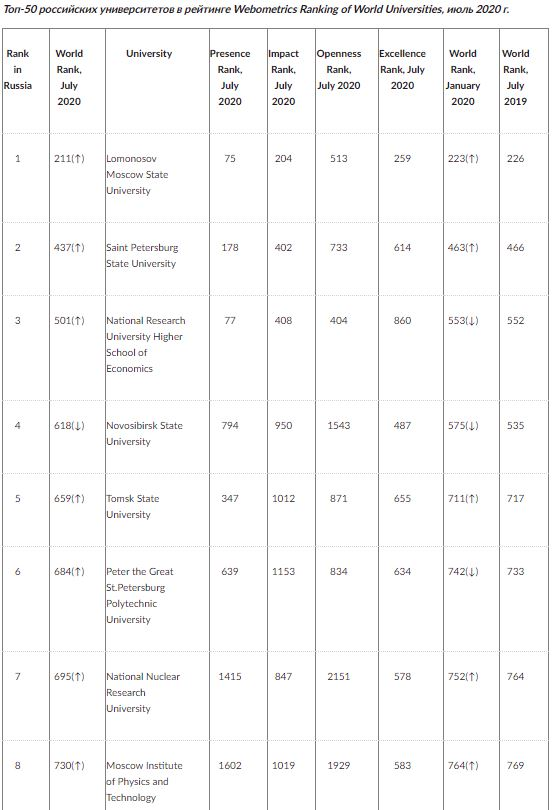 Топ-50 российских университетов в рейтинге Webometrics Ranking of World Universities, июль 2020 г.
Rank in Russia World Rank, July 2020 University Presence Rank, July 2020 Impact Rank, July 2020 Openness Rank, July 2020 Excellence Rank, July 2020 World Rank, January 2020 World Rank, July 2019
1 211(↑) Lomonosov Moscow State University 75 204 513 259 223(↑) 226
2 437(↑) Saint Petersburg State University 178 402 733 614 463(↑) 466
3 501(↑) National Research University Higher School of Economics 77 408 404 860 553(↓) 552
4 618(↓) Novosibirsk State University 794 950 1543 487 575(↓) 535
5 659(↑) Tomsk State University 347 1012 871 655 711(↑) 717
6 684(↑) Peter the Great St.Petersburg Polytechnic University 639 1153 834 634 742(↓) 733
7 695(↑) National Nuclear Research University 1415 847 2151 578 752(↑) 764
8 730(↑) Moscow Institute of Physics and Technology 1602 1019 1929 583 764(↑) 769